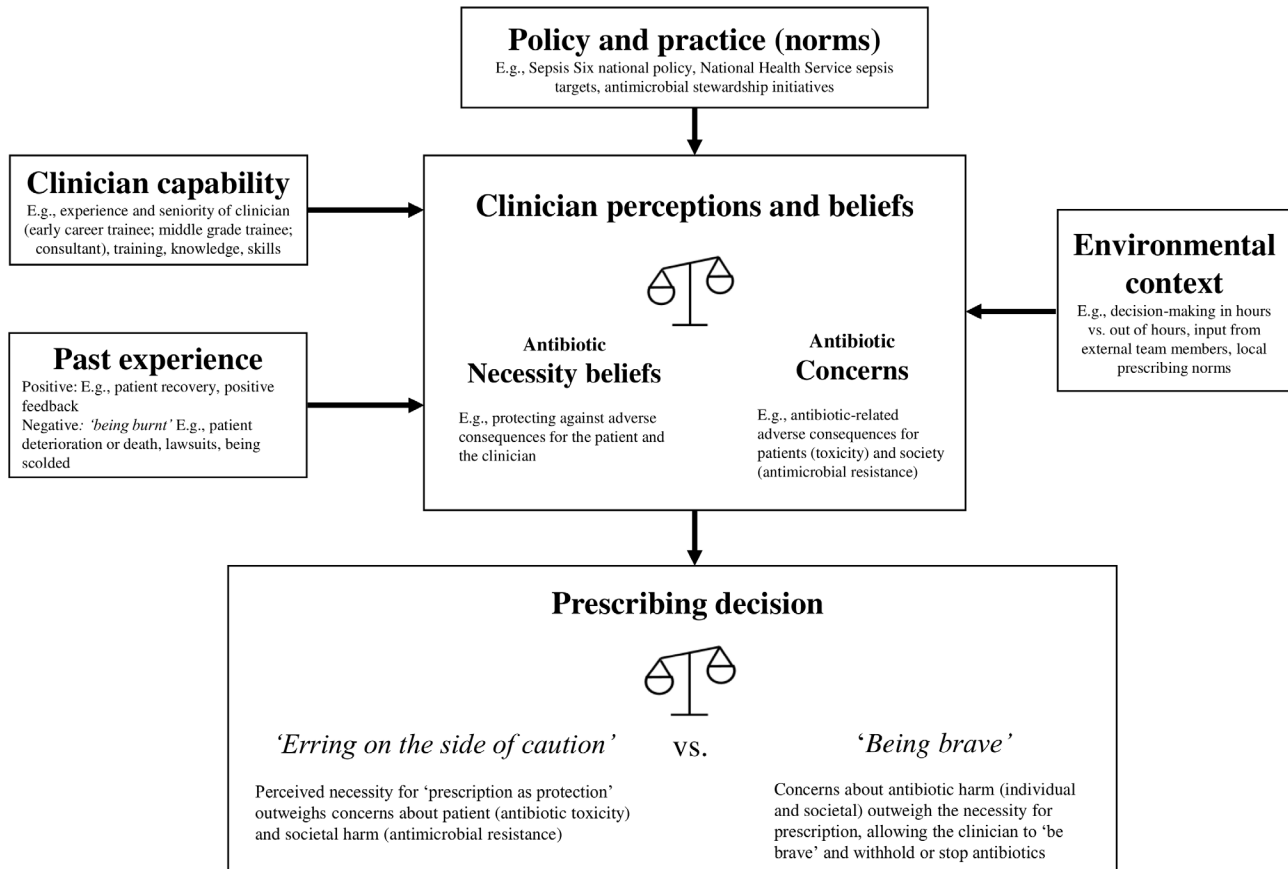 Policy and practice (norms)
E.g., Sepsis Six national policy, National Health Service sepsis
targets, antimicrobial stewardship initiatives
Clinician capability
E.g., experience and seniority of clinician
(early career trainee; middle grade trainee;
consultant), training, knowledge, skills
Past experience
Positive: E.g., patient recovery, positive
feedback
Negative: ‘being burnt’ E.g., patient
deterioration or death, lawsuits, being
scolded
Clinician perceptions and beliefs
Antibiotic
Necessity beliefs
E.g., protecting against adverse
consequences for the patient and
the clinician
Antibiotic
Concerns
E.g., antibiotic-related
adverse consequences for
patients (toxicity) and society
(antimicrobial resistance)
Environmental
context
E.g., decision-making in hours
vs. out of hours, input from
external team members, local
prescribing norms
Prescribing decision
‘Erring on the side of caution’
Perceived necessity for ‘prescription as protection’
outweighs concerns about patient (antibiotic toxicity)
and societal harm (antimicrobial resistance)
vs.
‘Being brave’
Concerns about antibiotic harm (individual
and societal) outweigh the necessity for
prescription, allowing the clinician to ‘be
brave’ and withhold or stop antibiotics